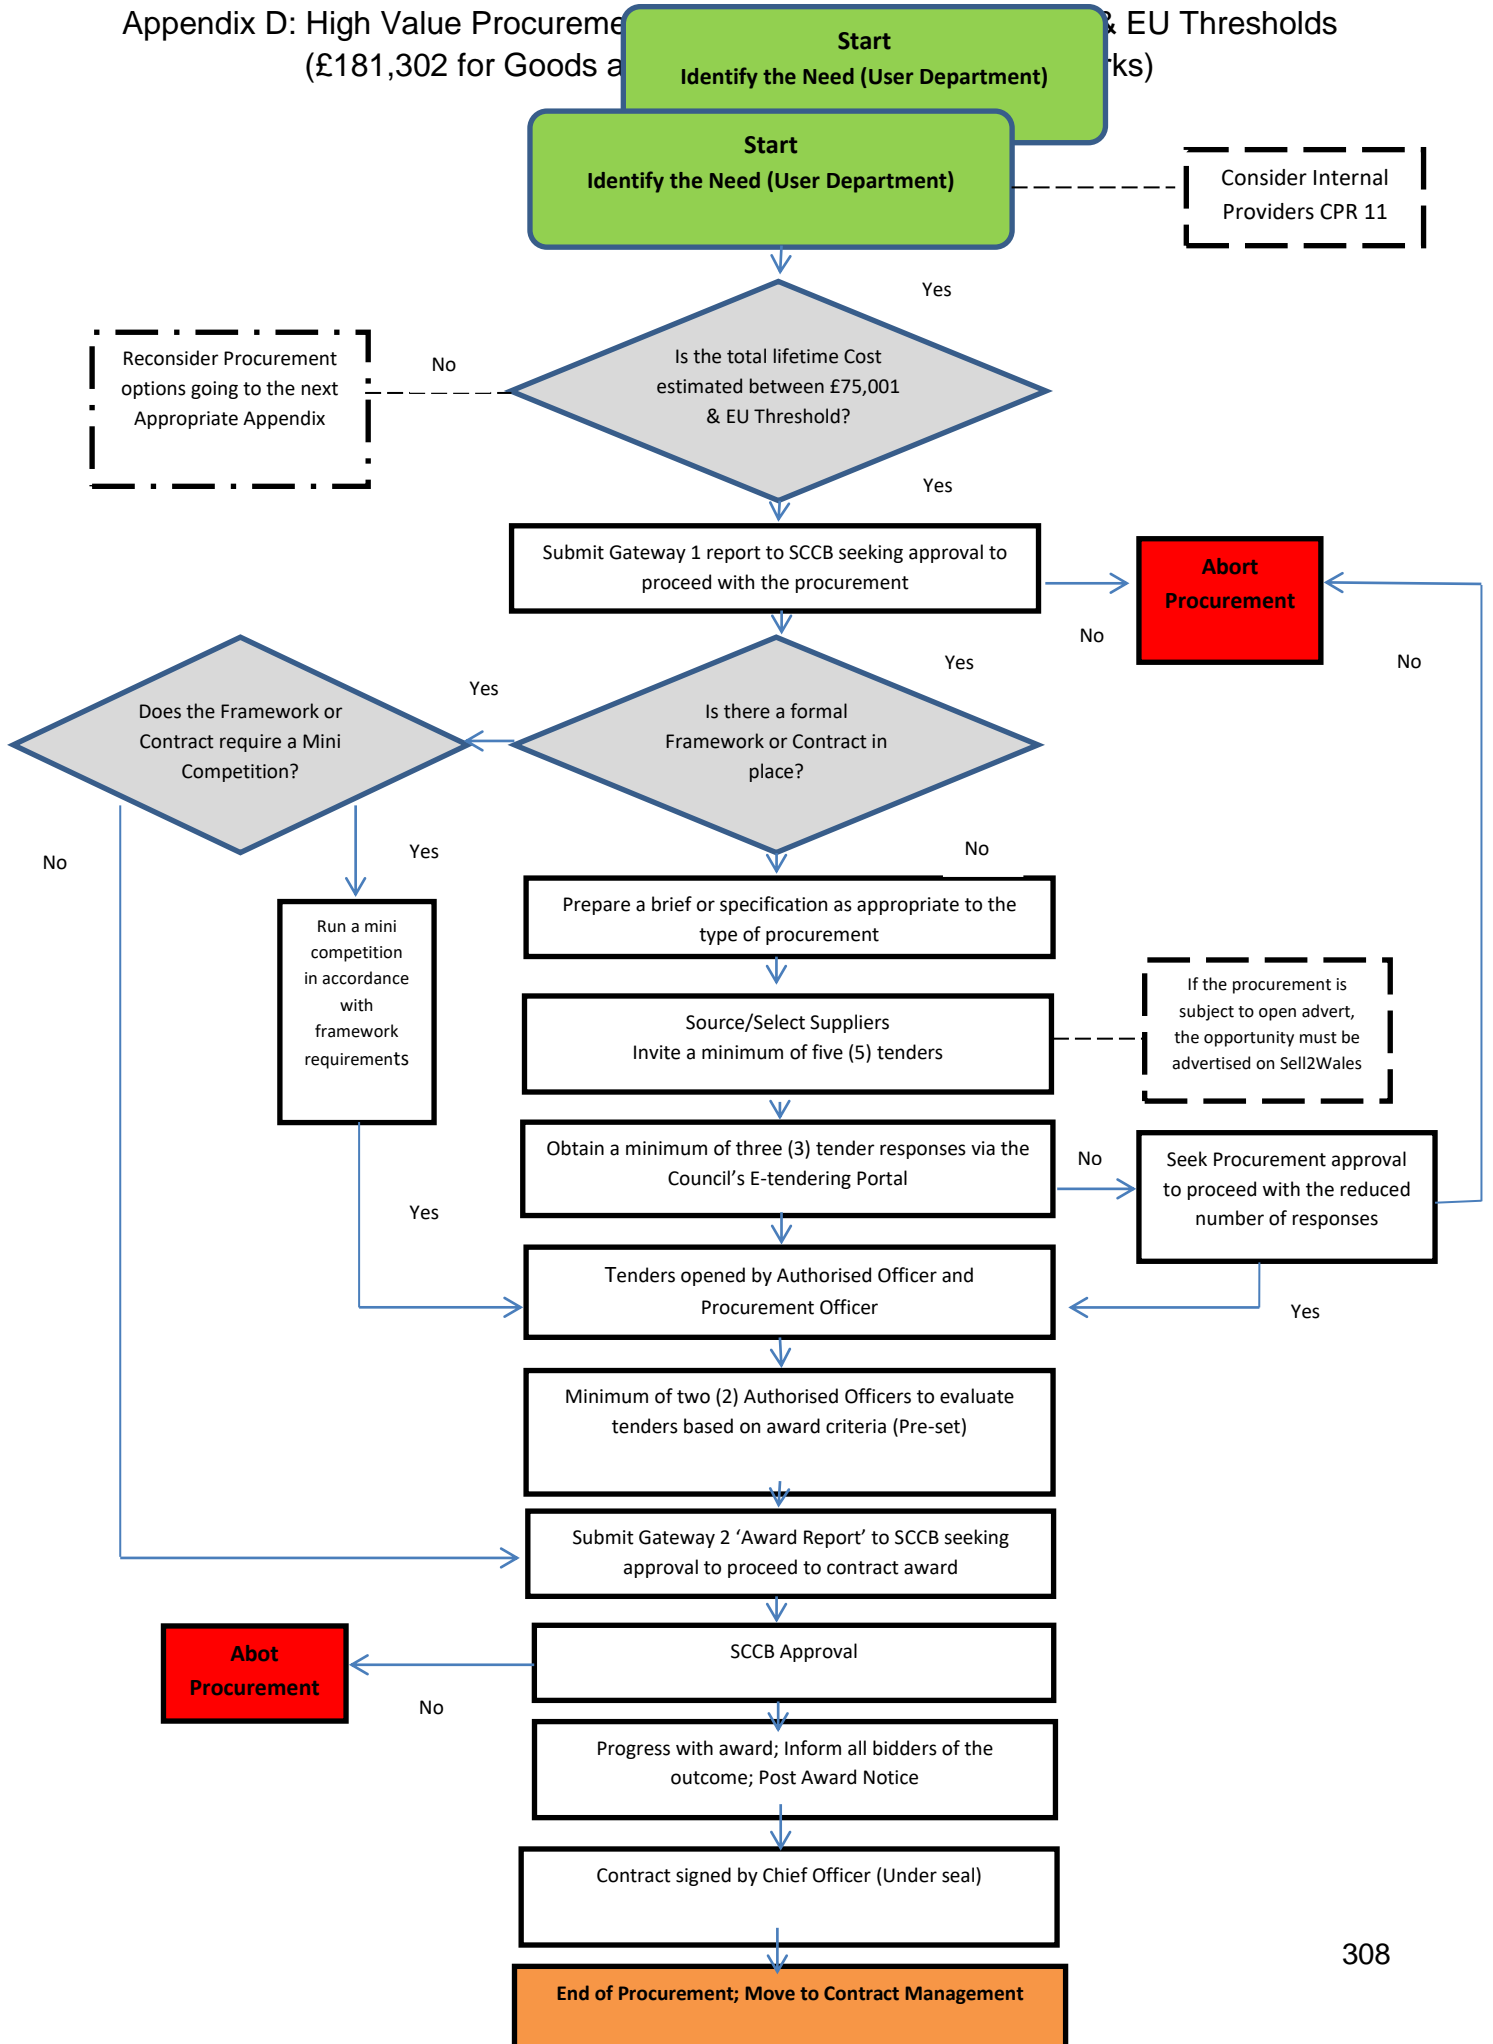 Appendix D: High Value Procureme & EU Thresholds
(£181,302 for Goods a rks)
Start
Identify the Need (User Department)
Start
Identify the Need (User Department)
Consider Internal
Providers CPR 11
Yes
Reconsider Procurement
options going to the next
Appropriate Appendix
No
Is the total lifetime Cost
estimated between £75,001
& EU Threshold?
Yes
Submit Gateway 1 report to SCCB seeking approval to
proceed with the procurement
Abort
Procurement
No
No
Yes
Yes
Does the Framework or
Contract require a Mini
Competition?
Is there a formal
Framework or Contract in
place?
No
Yes
No
Run a mini
competition
in accordance
with
framework
requirements
Prepare a brief or specification as appropriate to the
type of procurement
Source/Select Suppliers
Invite a minimum of five (5) tenders
If the procurement is
subject to open advert,
the opportunity must be
advertised on Sell2Wales
Obtain a minimum of three (3) tender responses via the
Council’s E-tendering Portal
No
Seek Procurement approval
to proceed with the reduced
number of responses
Yes
Tenders opened by Authorised Officer and
Procurement Officer
Yes
Minimum of two (2) Authorised Officers to evaluate
tenders based on award criteria (Pre-set)
Submit Gateway 2 ‘Award Report’ to SCCB seeking
approval to proceed to contract award
Abot
Procurement
No
SCCB Approval
Progress with award; Inform all bidders of the
outcome; Post Award Notice
Contract signed by Chief Officer (Under seal)
308
End of Procurement; Move to Contract Management